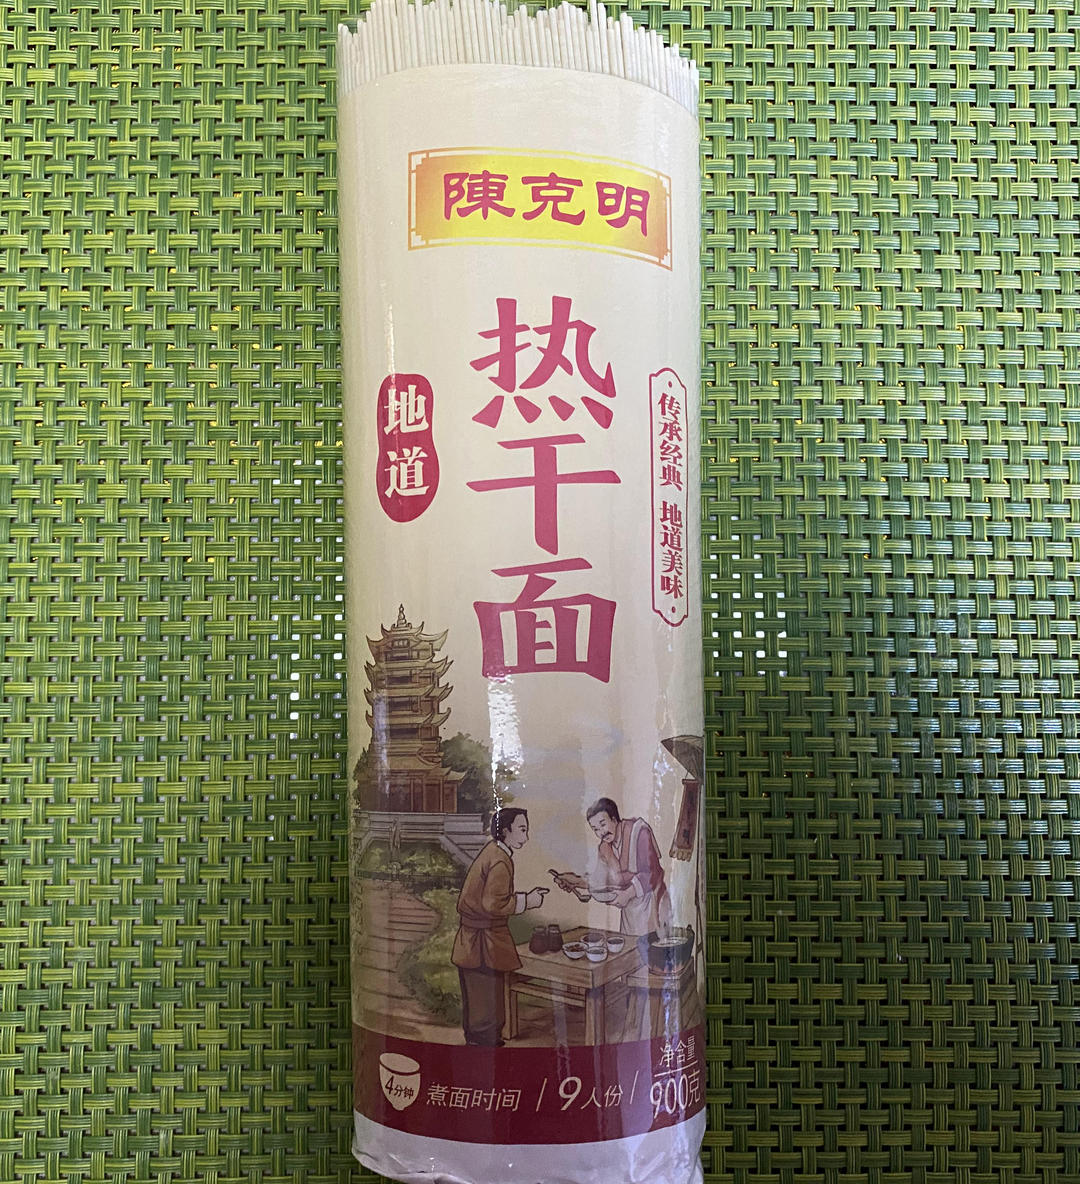 陳克明
热干面
地道
传承经典 地道美味
4分钟 煮面时间 / 9人份 / 净含量 900克